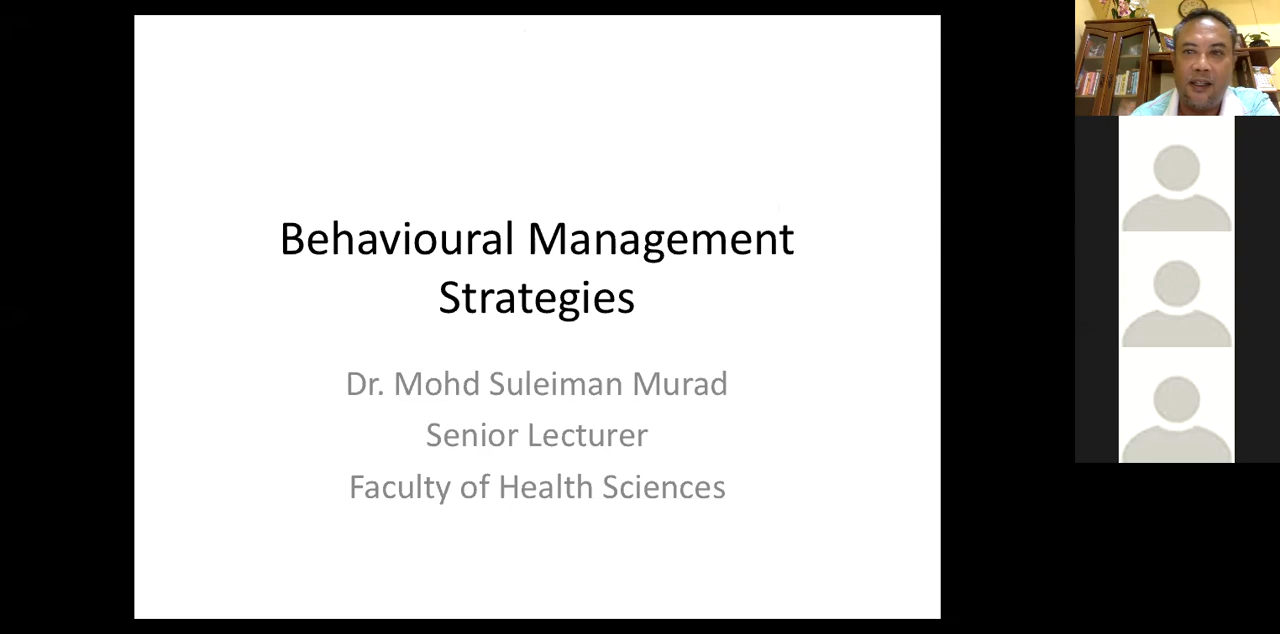 Behavioural Management
Strategies
Dr. Mohd Suleiman Murad
Senior Lecturer
Faculty of Health Sciences